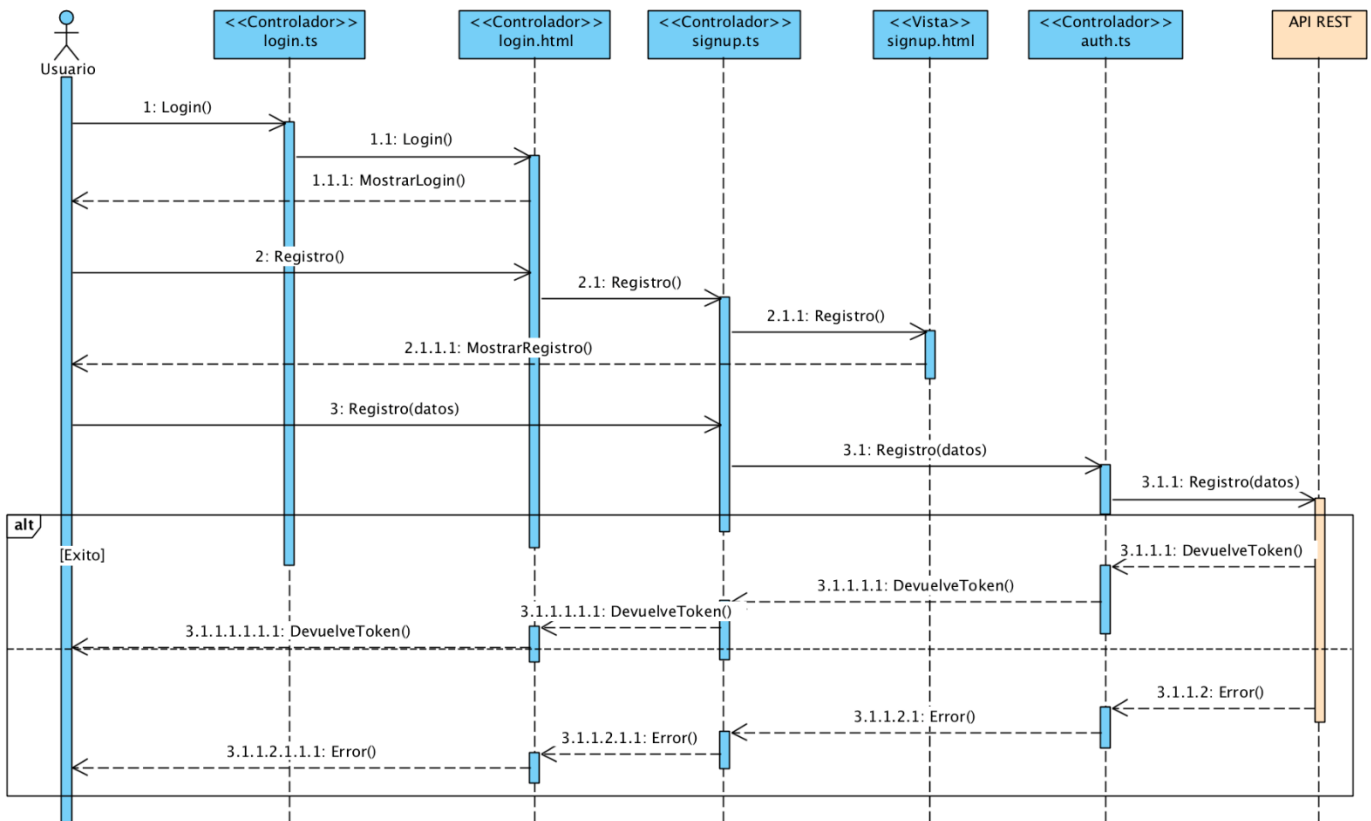 <<Controlador>>
login.ts
<<Controlador>>
login.html
<<Controlador>>
signup.ts
<<Vista>>
signup.html
<<Controlador>>
auth.ts
API REST
Usuario
1: Login()
1.1: Login()
1.1.1: MostrarLogin()
2: Registro()
2.1: Registro()
2.1.1: Registro()
2.1.1.1: MostrarRegistro()
3: Registro(datos)
3.1: Registro(datos)
3.1.1: Registro(datos)
alt
[Exito]
3.1.1.1: DevuelveToken()
3.1.1.1.1: DevuelveToken()
3.1.1.1.1.1: DevuelveToken()
3.1.1.1.1.1.1: DevuelveToken()
3.1.1.2: Error()
3.1.1.2.1: Error()
3.1.1.2.1.1: Error()
3.1.1.2.1.1.1: Error()